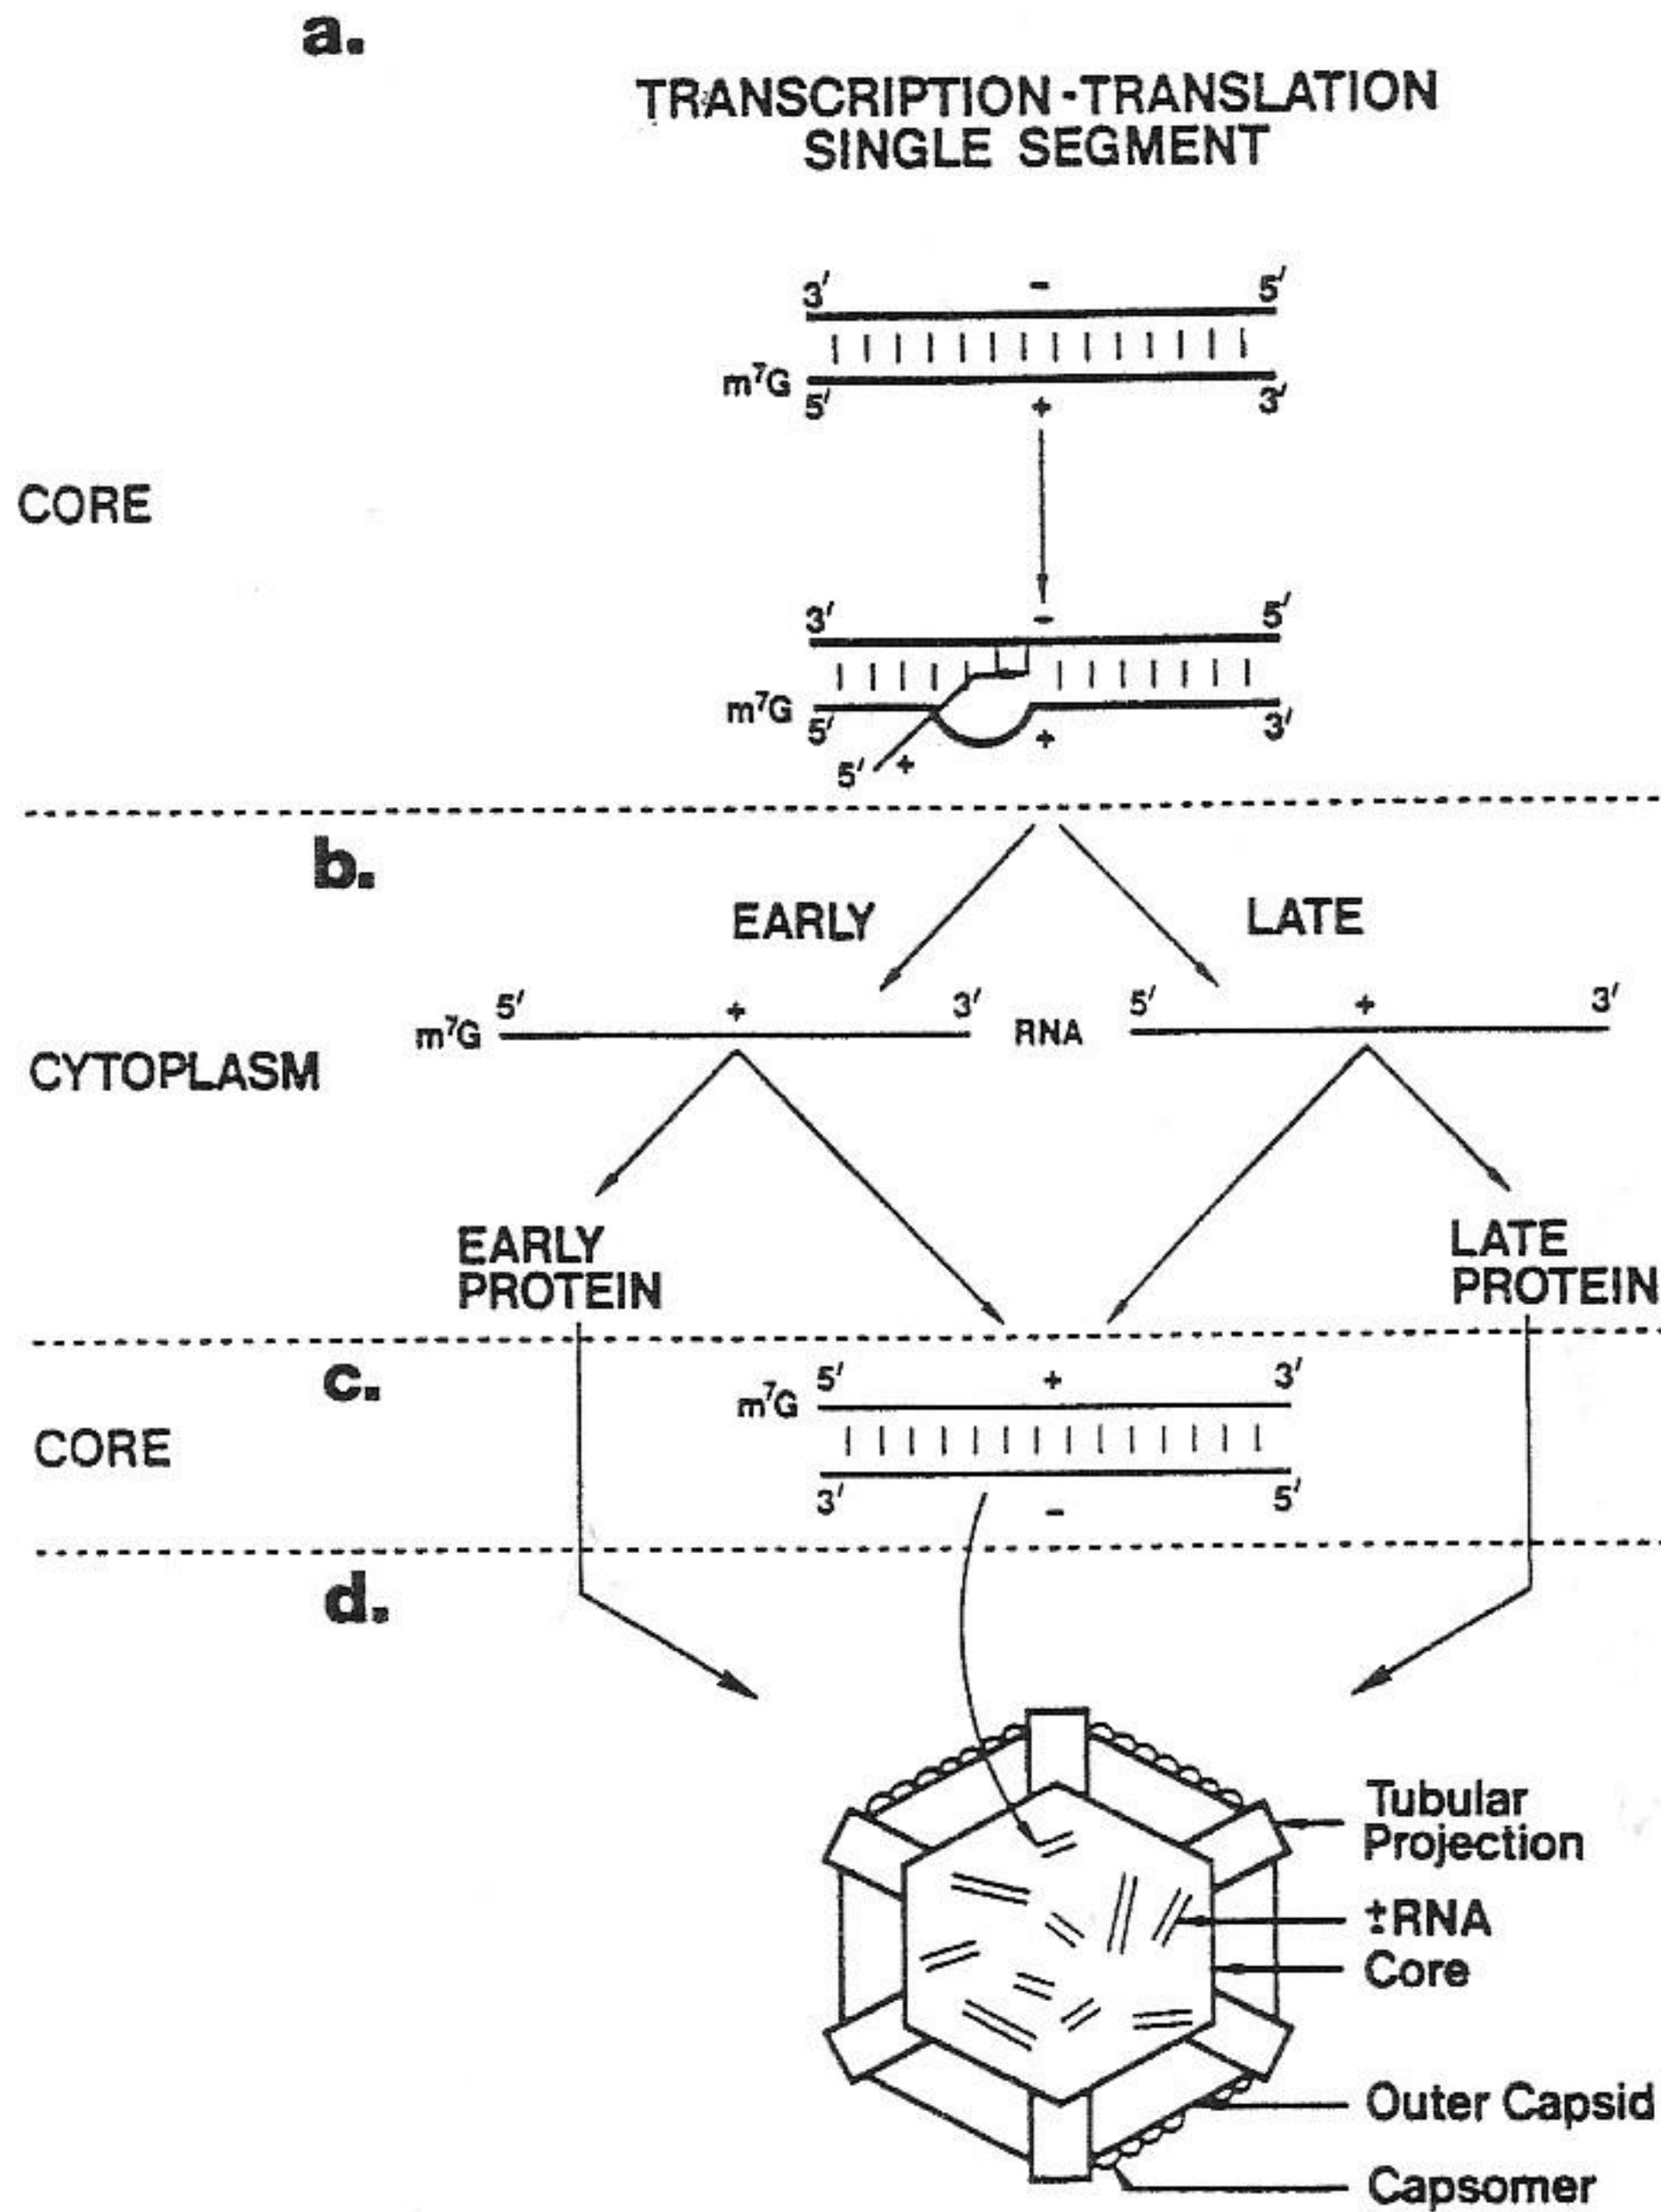 a.
TRANSCRIPTION-TRANSLATION
SINGLE SEGMENT
3' - 5'
m⁷G
5' + 3'
CORE
3' - 5'
m⁷G
5' + 3'
5' +
b.
EARLY LATE
5' + 3' 5' + 3'
m⁷G RNA
CYTOPLASM
EARLY
PROTEIN
LATE
PROTEIN
c.
5' + 3'
m⁷G
CORE
3' - 5'
d.
Tubular
Projection
±RNA
Core
Outer Capsid
Capsomer